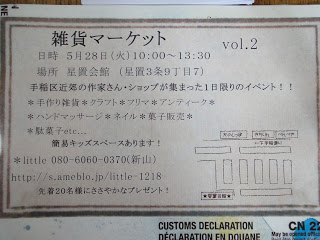 雑貨マーケット vol.2
日時 5月28日(火)10:00～13:30
場所 星置会館 (星置3条9丁目7)
手稲区近郊の作家さん・ショップが集まった1日限りのイベント!!
*手作り雑貨*クラフト*フリマ*アンティーク*
*ハンドマッサージ*ネイル*菓子販売*
*駄菓子etc...
簡易キッズスペースあります!
*little 080-6060-0370(新山)
http://s.ameblo.jp/little-1218
先着20名様にささやかなプレゼント!
CUSTOMS DECLARATION
DÉCLARATION EN DOUANE
CN 22
May be opened